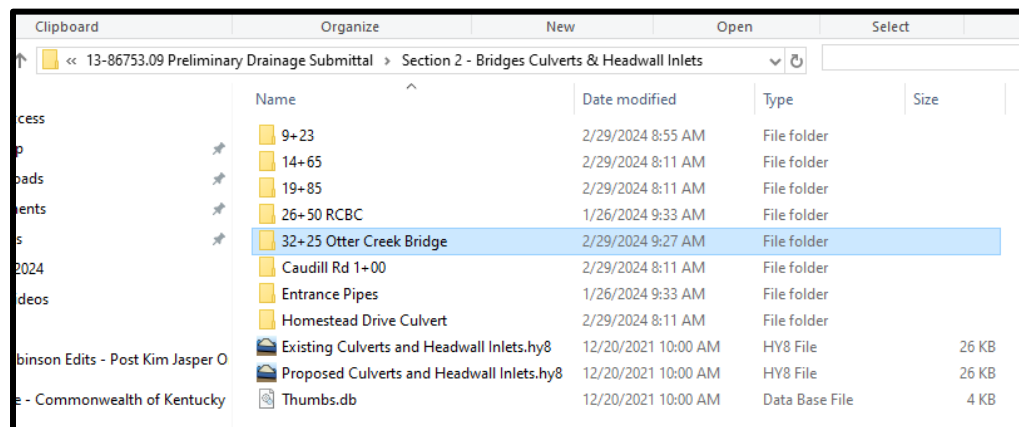 Clipboard Organize New Open Select
« 13-86753.09 Preliminary Drainage Submittal > Section 2 - Bridges Culverts & Headwall Inlets
Name Date modified Type Size
ccess
p
oads
ments
s
2024
ideos
binson Edits - Post Kim Jasper O
e - Commonwealth of Kentucky
9+23 2/29/2024 8:55 AM File folder
14+65 2/29/2024 8:11 AM File folder
19+85 2/29/2024 8:11 AM File folder
26+50 RCBC 1/26/2024 9:33 AM File folder
32+25 Otter Creek Bridge 2/29/2024 9:27 AM File folder
Caudill Rd 1+00 2/29/2024 8:11 AM File folder
Entrance Pipes 1/26/2024 9:33 AM File folder
Homestead Drive Culvert 2/29/2024 8:11 AM File folder
Existing Culverts and Headwall Inlets.hy8 12/20/2021 10:00 AM HY8 File 26 KB
Proposed Culverts and Headwall Inlets.hy8 12/20/2021 10:00 AM HY8 File 26 KB
Thumbs.db 12/20/2021 10:00 AM Data Base File 4 KB